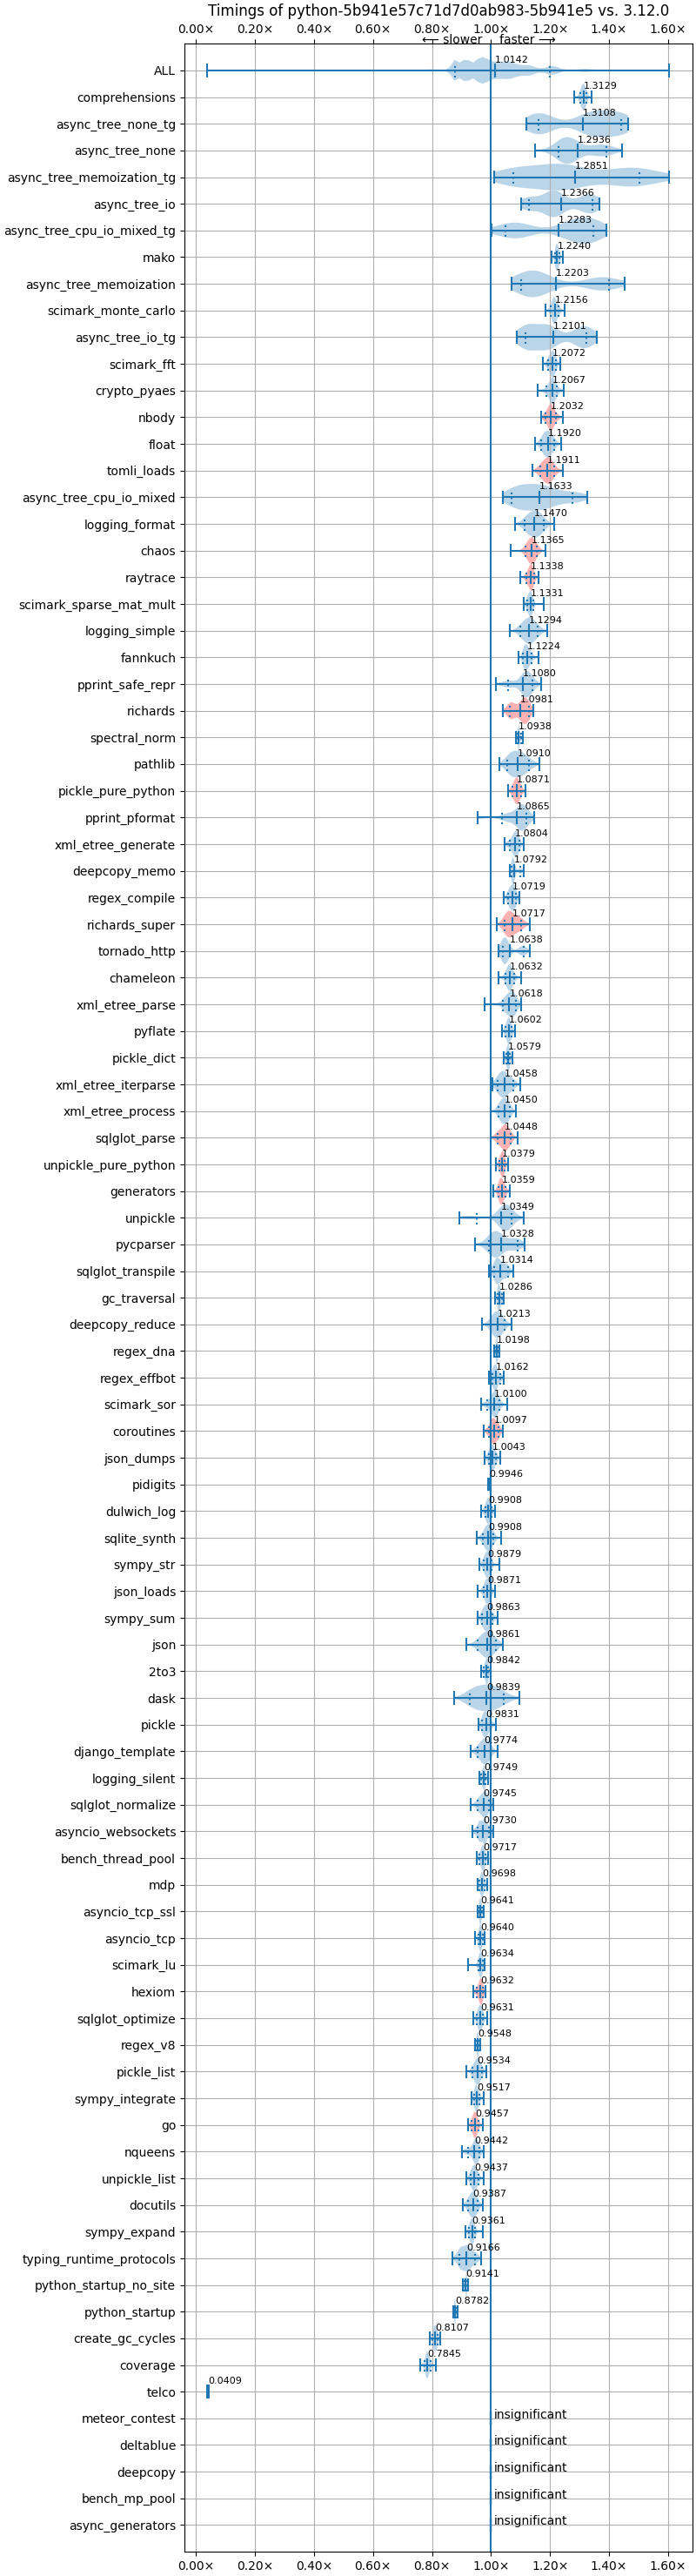 Timings of python-5b941e57c71d7d0ab983-5b941e5 vs. 3.12.0
0.00× 0.20× 0.40× 0.60× 0.80× 1.00× 1.20× 1.40× 1.60×
⟵ slower faster ⟶
ALL 1.0142
comprehensions 1.3129
async_tree_none_tg 1.3108
async_tree_none 1.2936
async_tree_memoization_tg 1.2851
async_tree_io 1.2366
async_tree_cpu_io_mixed_tg 1.2283
mako 1.2240
async_tree_memoization 1.2203
scimark_monte_carlo 1.2156
async_tree_io_tg 1.2101
scimark_fft 1.2072
crypto_pyaes 1.2067
nbody 1.2032
float 1.1920
tomli_loads 1.1911
async_tree_cpu_io_mixed 1.1633
logging_format 1.1470
chaos 1.1365
raytrace 1.1338
scimark_sparse_mat_mult 1.1331
logging_simple 1.1294
fannkuch 1.1224
pprint_safe_repr 1.1080
richards 1.0981
spectral_norm 1.0938
pathlib 1.0910
pickle_pure_python 1.0871
pprint_pformat 1.0865
xml_etree_generate 1.0804
deepcopy_memo 1.0792
regex_compile 1.0719
richards_super 1.0717
tornado_http 1.0638
chameleon 1.0632
xml_etree_parse 1.0618
pyflate 1.0602
pickle_dict 1.0579
xml_etree_iterparse 1.0458
xml_etree_process 1.0450
sqlglot_parse 1.0448
unpickle_pure_python 1.0379
generators 1.0359
unpickle 1.0349
pycparser 1.0328
sqlglot_transpile 1.0314
gc_traversal 1.0286
deepcopy_reduce 1.0213
regex_dna 1.0198
regex_effbot 1.0162
scimark_sor 1.0100
coroutines 1.0097
json_dumps 1.0043
pidigits 0.9946
dulwich_log 0.9908
sqlite_synth 0.9908
sympy_str 0.9879
json_loads 0.9871
sympy_sum 0.9863
json 0.9861
2to3 0.9842
dask 0.9839
pickle 0.9831
django_template 0.9774
logging_silent 0.9749
sqlglot_normalize 0.9745
asyncio_websockets 0.9730
bench_thread_pool 0.9717
mdp 0.9698
asyncio_tcp_ssl 0.9641
asyncio_tcp 0.9640
scimark_lu 0.9634
hexiom 0.9632
sqlglot_optimize 0.9631
regex_v8 0.9548
pickle_list 0.9534
sympy_integrate 0.9517
go 0.9457
nqueens 0.9442
unpickle_list 0.9437
docutils 0.9387
sympy_expand 0.9361
typing_runtime_protocols 0.9166
python_startup_no_site 0.9141
python_startup 0.8782
create_gc_cycles 0.8107
coverage 0.7845
telco 0.0409
meteor_contest insignificant
deltablue insignificant
deepcopy insignificant
bench_mp_pool insignificant
async_generators insignificant
0.00× 0.20× 0.40× 0.60× 0.80× 1.00× 1.20× 1.40× 1.60×